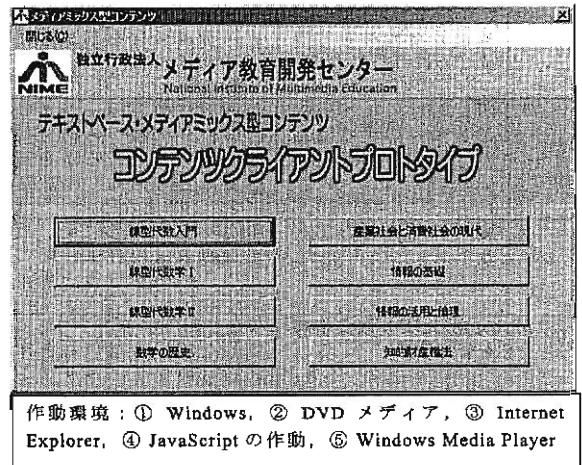 メディアミックス型コンテンツ
閉じる(C)
NIME
独立行政法人 メディア教育開発センター
National Institute of Multimedia Education
テキストベース・メディアミックス型コンテンツ
コンテンツクライアントプロトタイプ
線型代数入門
産業社会と消費社会の現代
線型代数学Ⅰ
情報の基礎
線型代数学Ⅱ
情報の活用と倫理
数学の歴史
知的財産権法
作動環境:① Windows, ② DVD メディア, ③ Internet
Explorer, ④ JavaScript の作動, ⑤ Windows Media Player